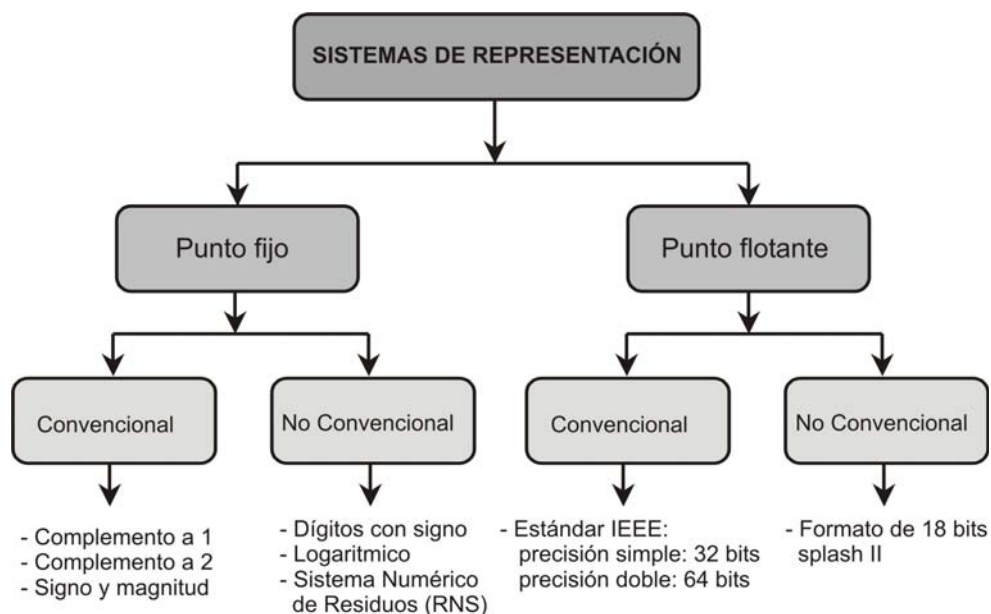 SISTEMAS DE REPRESENTACIÓN
Punto fijo
Punto flotante
Convencional
No Convencional
Convencional
No Convencional
- Complemento a 1
- Complemento a 2
- Signo y magnitud
- Dígitos con signo
- Logaritmico
- Sistema Numérico
de Residuos (RNS)
- Estándar IEEE:
precisión simple: 32 bits
precisión doble: 64 bits
- Formato de 18 bits
splash II